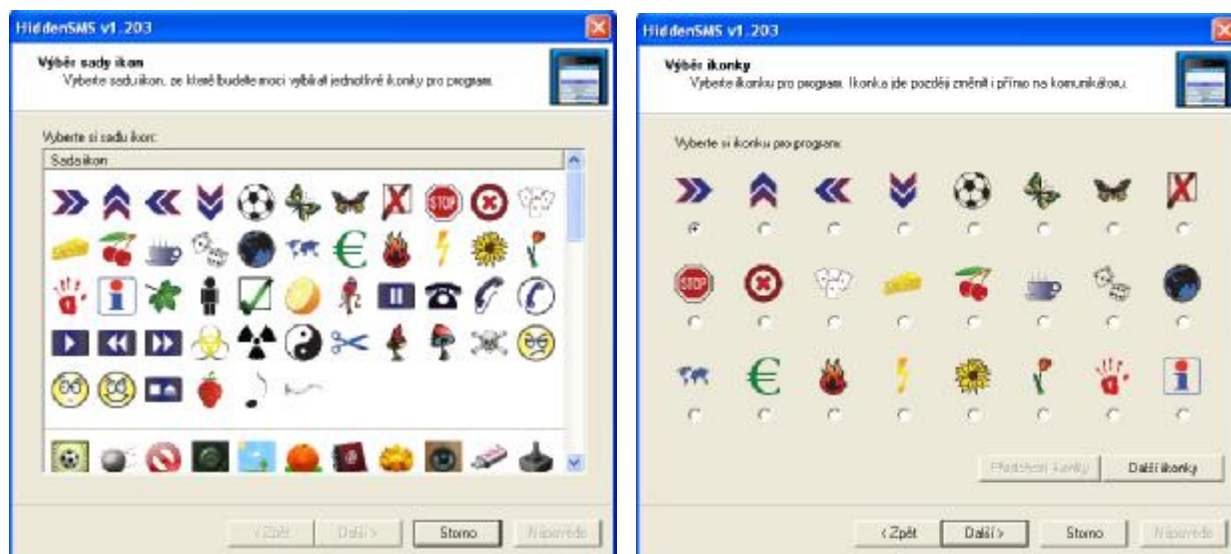 HiddenSMS v1.203
Výběr sady ikon
Vyberte sadu ikon, ze které budete moci vybírat jednotlivé ikonky pro program.
Vyberte si sadu ikon:
Sada ikon
STOP
< Zpět
Další >
Storno
Nápověda
HiddenSMS v1.203
Výběr ikonky
Vyberte ikonku pro program. Ikonka jde později změnit i přímo na komunikátoru.
Vyberte si ikonku pro program:
STOP
Předchozí ikonky
Další ikonky
< Zpět
Další >
Storno
Nápověda